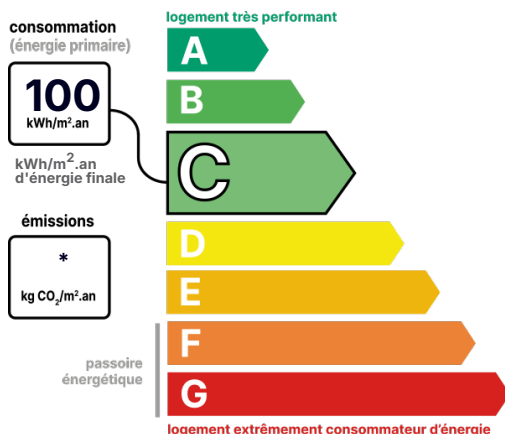 logement très performant
consommation
(énergie primaire)
100
kWh/m².an
kWh/m².an
d'énergie finale
émissions
*
kg CO₂/m².an
passoire
énergétique
A
B
C
D
E
F
G
logement extrêmement consommateur d'énergie